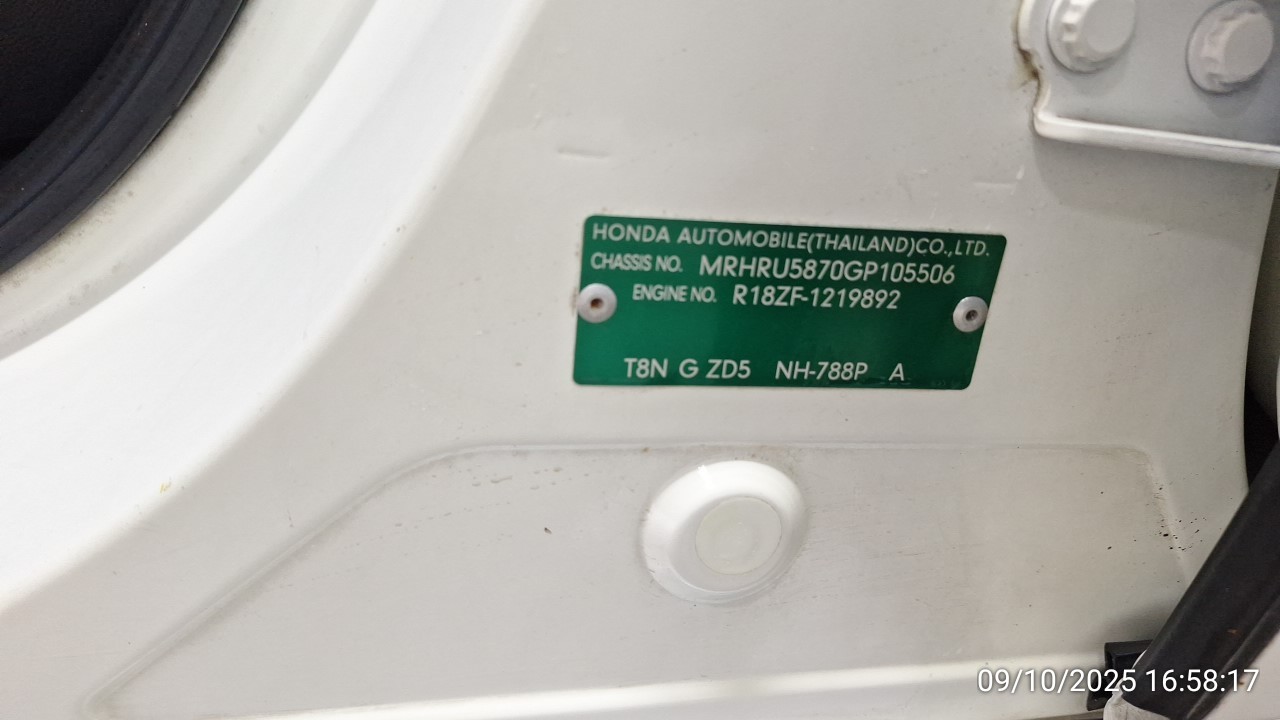 HONDA AUTOMOBILE(THAILAND)CO.,LTD.
CHASSIS NO. MRHRU5870GP105506
ENGINE NO. R18ZF-1219892
T8N G ZD5 NH-788P A
09/10/2025 16:58:17